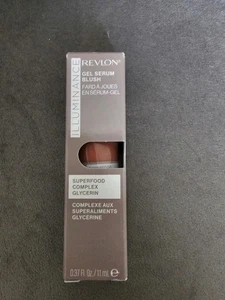 ILLUMINANCE
REVLON®
GEL SERUM
BLUSH
FARD À JOUES
EN SÉRUM-GEL
SUPERFOOD
COMPLEX
GLYCERIN
COMPLEXE AUX
SUPERALIMENTS
GLYCÉRINE
0.37 Fl Oz / 11 mL